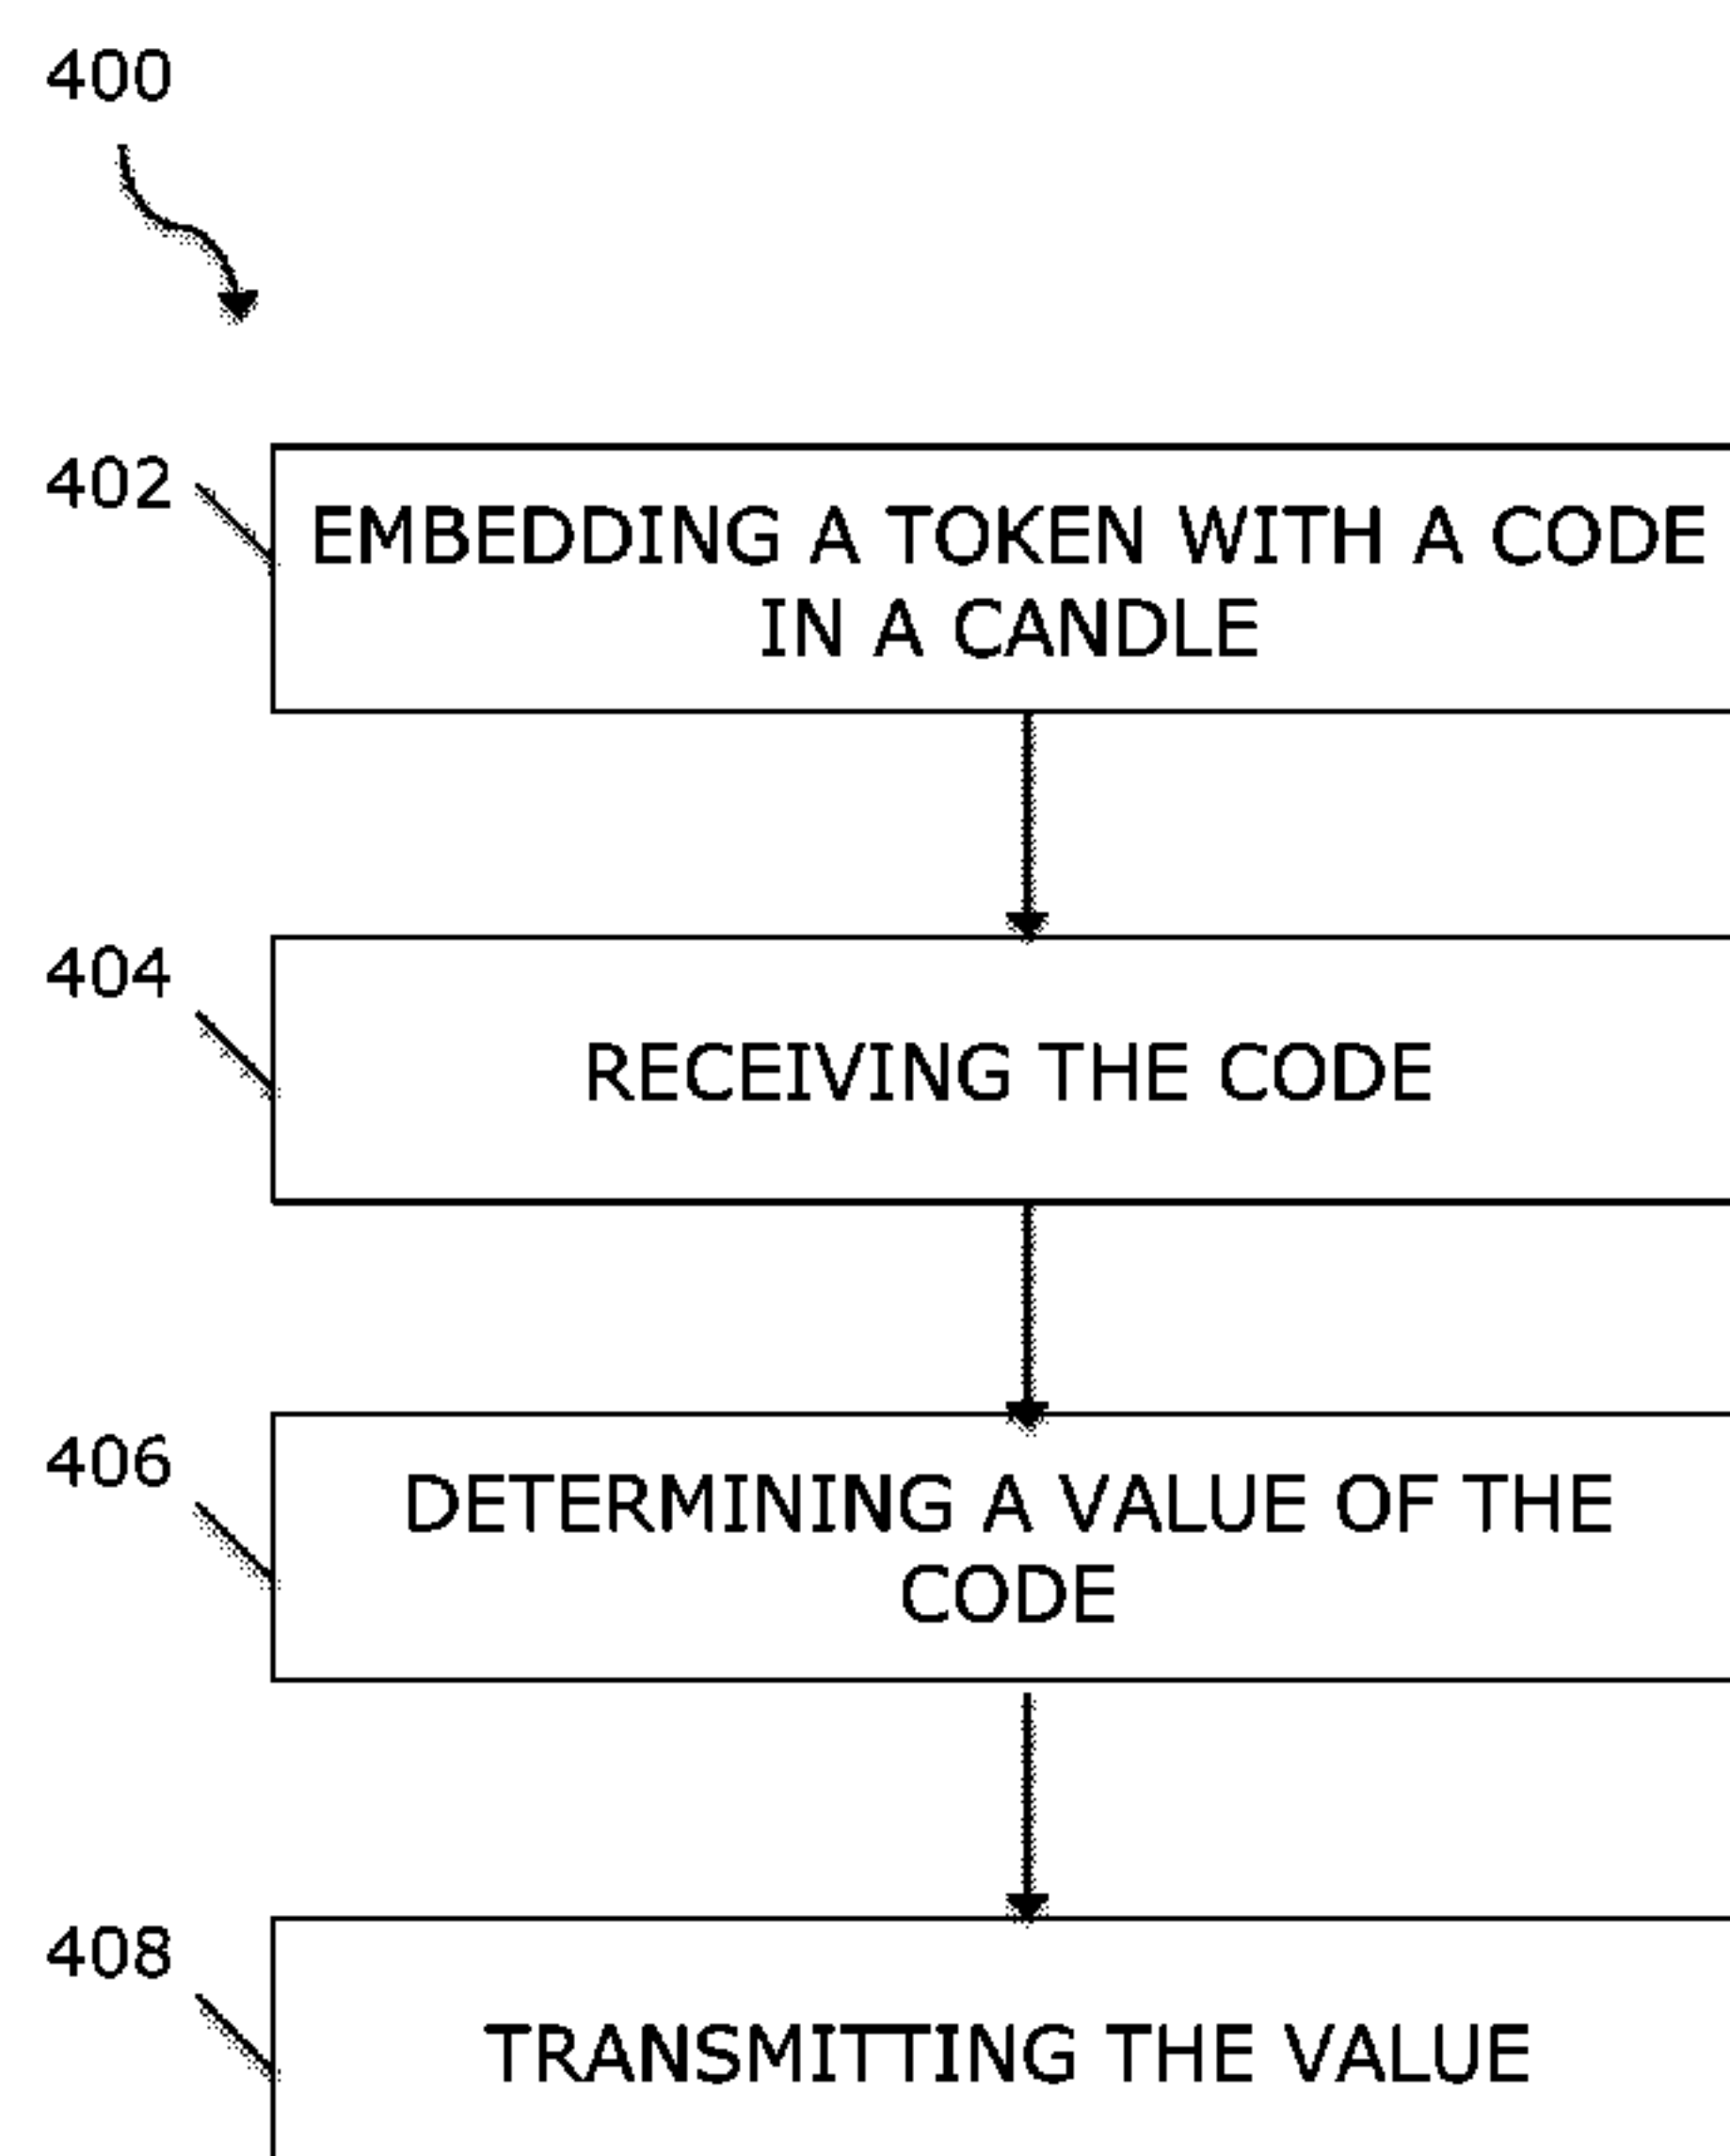 400
402
EMBEDDING A TOKEN WITH A CODE
IN A CANDLE
404
RECEIVING THE CODE
406
DETERMINING A VALUE OF THE
CODE
408
TRANSMITTING THE VALUE